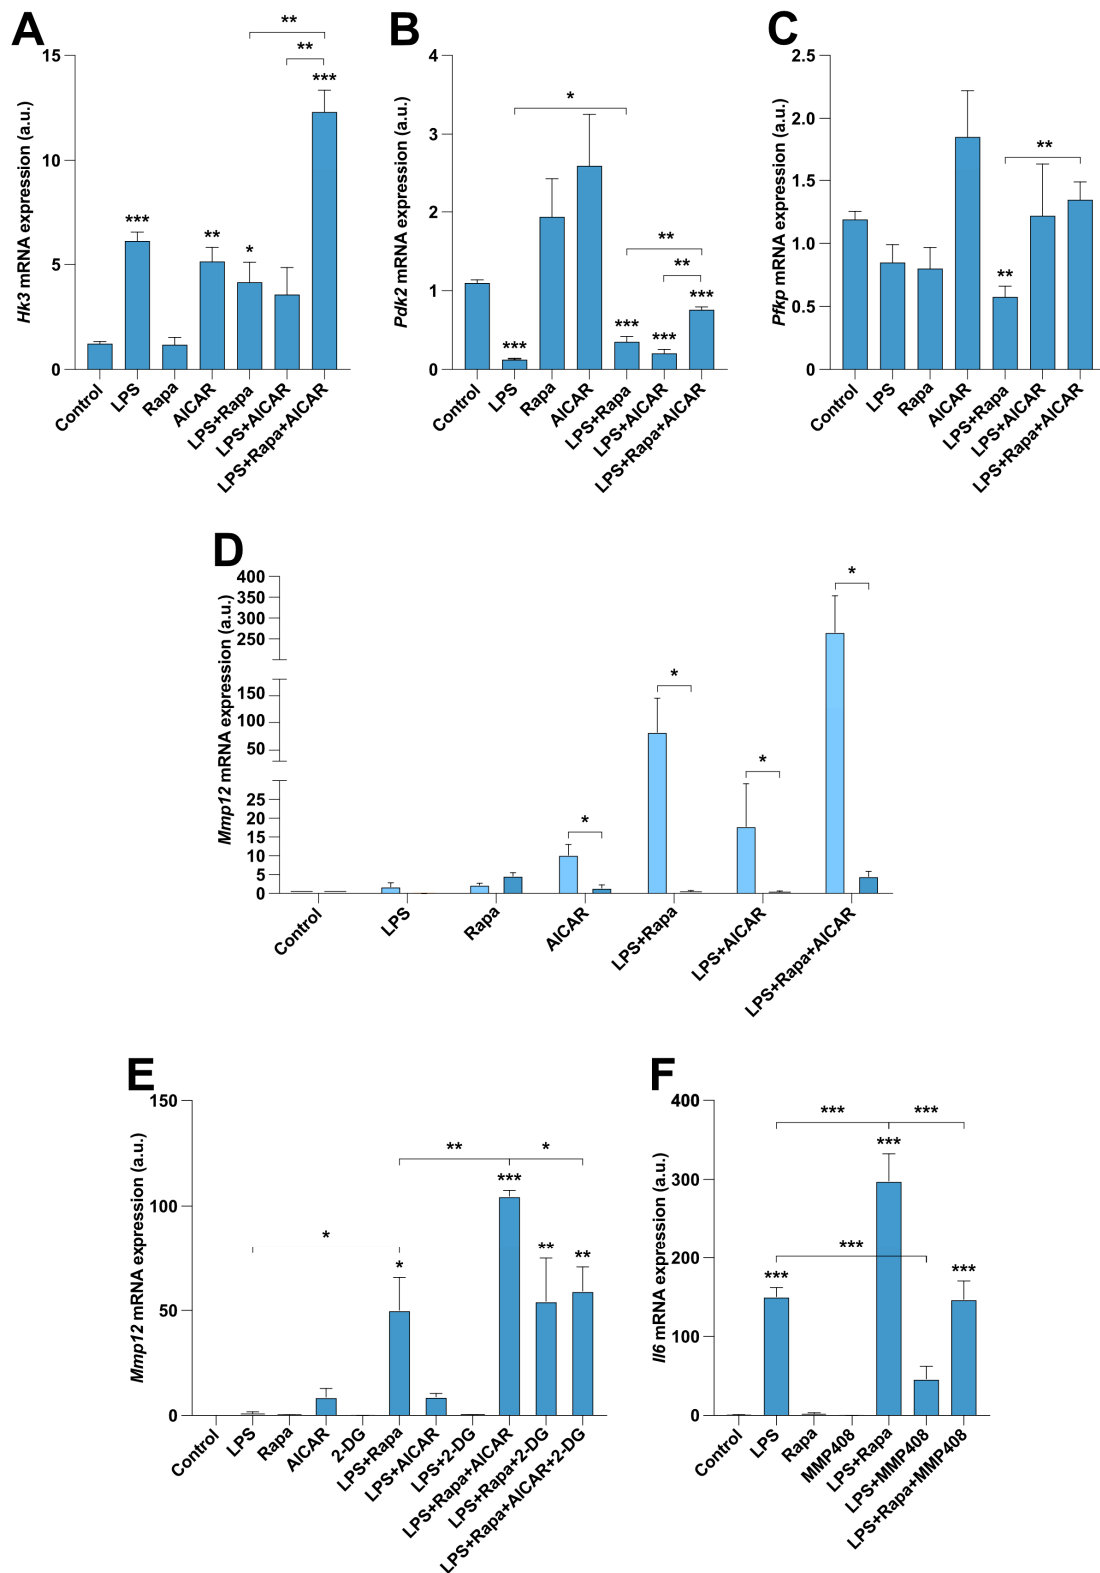 A
Hk3 mRNA expression (a.u.)
15
10
5
0
**
**
***
***
**
*
Control
LPS
Rapa
AICAR
LPS+Rapa
LPS+AICAR
LPS+Rapa+AICAR
B
Pdk2 mRNA expression (a.u.)
4
3
2
1
0
*
**
**
***
***
***
***
Control
LPS
Rapa
AICAR
LPS+Rapa
LPS+AICAR
LPS+Rapa+AICAR
C
Pfkp mRNA expression (a.u.)
2.5
2.0
1.5
1.0
0.5
0
**
**
Control
LPS
Rapa
AICAR
LPS+Rapa
LPS+AICAR
LPS+Rapa+AICAR
D
Mmp12 mRNA expression (a.u.)
400
350
300
250
150
100
50
25
20
15
10
5
0
*
*
*
*
Control
LPS
Rapa
AICAR
LPS+Rapa
LPS+AICAR
LPS+Rapa+AICAR
E
Mmp12 mRNA expression (a.u.)
150
100
50
0
**
*
***
*
*
**
**
Control
LPS
Rapa
AICAR
2-DG
LPS+Rapa
LPS+AICAR
LPS+2-DG
LPS+Rapa+AICAR
LPS+Rapa+2-DG
LPS+Rapa+AICAR+2-DG
F
Il6 mRNA expression (a.u.)
400
300
200
100
0
***
***
***
***
***
***
Control
LPS
Rapa
MMP408
LPS+Rapa
LPS+MMP408
LPS+Rapa+MMP408